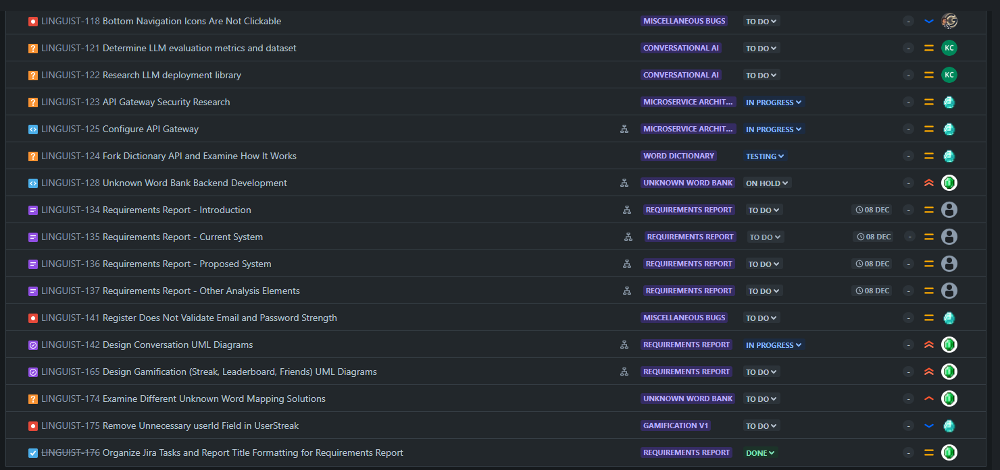 LINGUIST-118 Bottom Navigation Icons Are Not Clickable MISCELLANEOUS BUGS TO DO -
LINGUIST-121 Determine LLM evaluation metrics and dataset CONVERSATIONAL AI TO DO - KC
LINGUIST-122 Research LLM deployment library CONVERSATIONAL AI TO DO - KC
LINGUIST-123 API Gateway Security Research MICROSERVICE ARCHIT... IN PROGRESS -
LINGUIST-125 Configure API Gateway MICROSERVICE ARCHIT... IN PROGRESS -
LINGUIST-124 Fork Dictionary API and Examine How It Works WORD DICTIONARY TESTING -
LINGUIST-128 Unknown Word Bank Backend Development UNKNOWN WORD BANK ON HOLD -
LINGUIST-134 Requirements Report - Introduction REQUIREMENTS REPORT TO DO 08 DEC -
LINGUIST-135 Requirements Report - Current System REQUIREMENTS REPORT TO DO 08 DEC -
LINGUIST-136 Requirements Report - Proposed System REQUIREMENTS REPORT TO DO 08 DEC -
LINGUIST-137 Requirements Report - Other Analysis Elements REQUIREMENTS REPORT TO DO 08 DEC -
LINGUIST-141 Register Does Not Validate Email and Password Strength MISCELLANEOUS BUGS TO DO -
LINGUIST-142 Design Conversation UML Diagrams REQUIREMENTS REPORT IN PROGRESS -
LINGUIST-165 Design Gamification (Streak, Leaderboard, Friends) UML Diagrams REQUIREMENTS REPORT TO DO -
LINGUIST-174 Examine Different Unknown Word Mapping Solutions UNKNOWN WORD BANK TO DO -
LINGUIST-175 Remove Unnecessary userId Field in UserStreak GAMIFICATION V1 TO DO -
LINGUIST-176 Organize Jira Tasks and Report Title Formatting for Requirements Report REQUIREMENTS REPORT DONE -